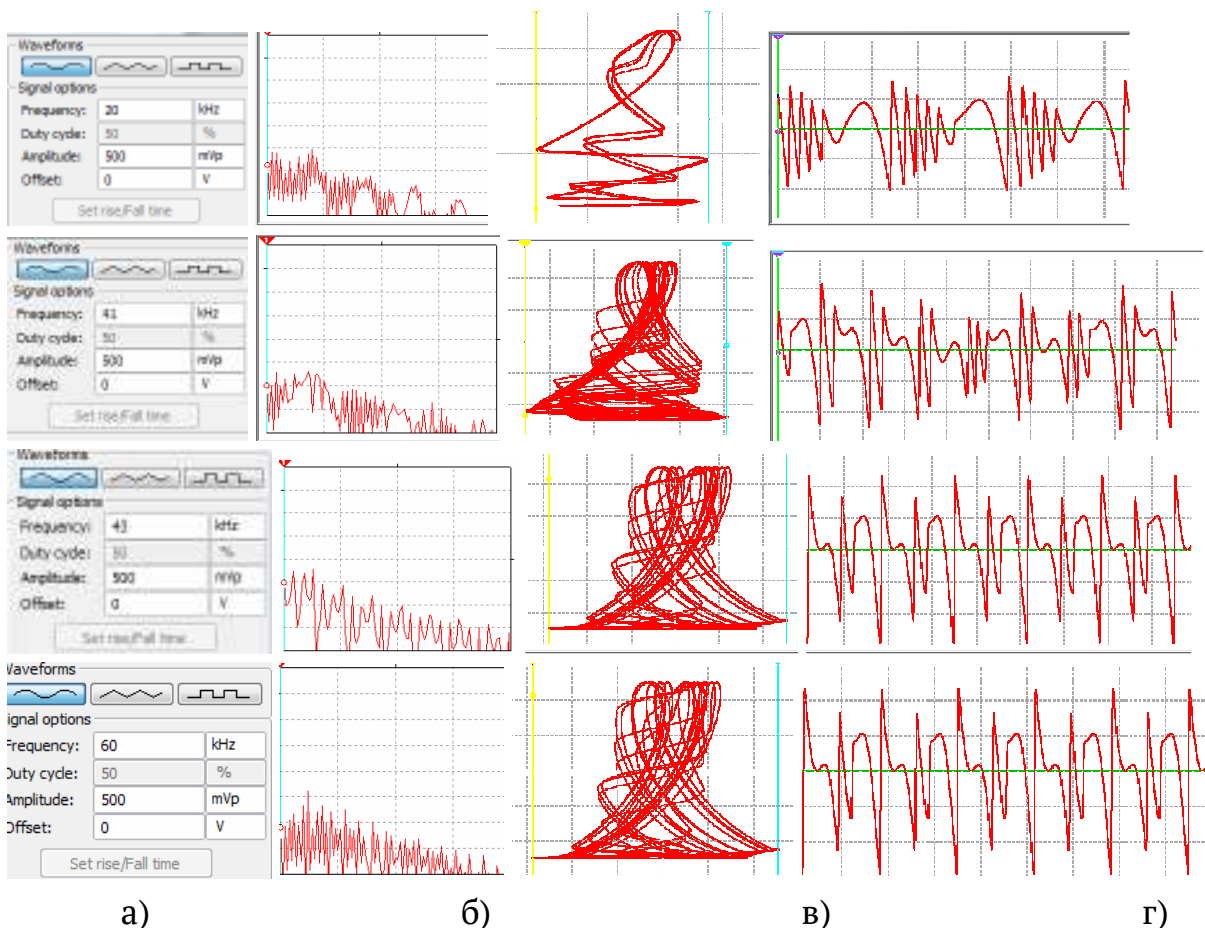 Waveforms
Signal options
Frequency: 20 kHz
Duty cycle: 50 %
Amplitude: 500 mVp
Offset: 0 V
Set rise/Fall time
Waveforms
Signal options
Frequency: 41 kHz
Duty cycle: 50 %
Amplitude: 500 mVp
Offset: 0 V
Set rise/Fall time
Waveforms
Signal options
Frequency: 43 kHz
Duty cycle: 50 %
Amplitude: 500 mVp
Offset: 0 V
Set rise/Fall time
Waveforms
Signal options
Frequency: 60 kHz
Duty cycle: 50 %
Amplitude: 500 mVp
Offset: 0 V
Set rise/Fall time
а) б) в) г)